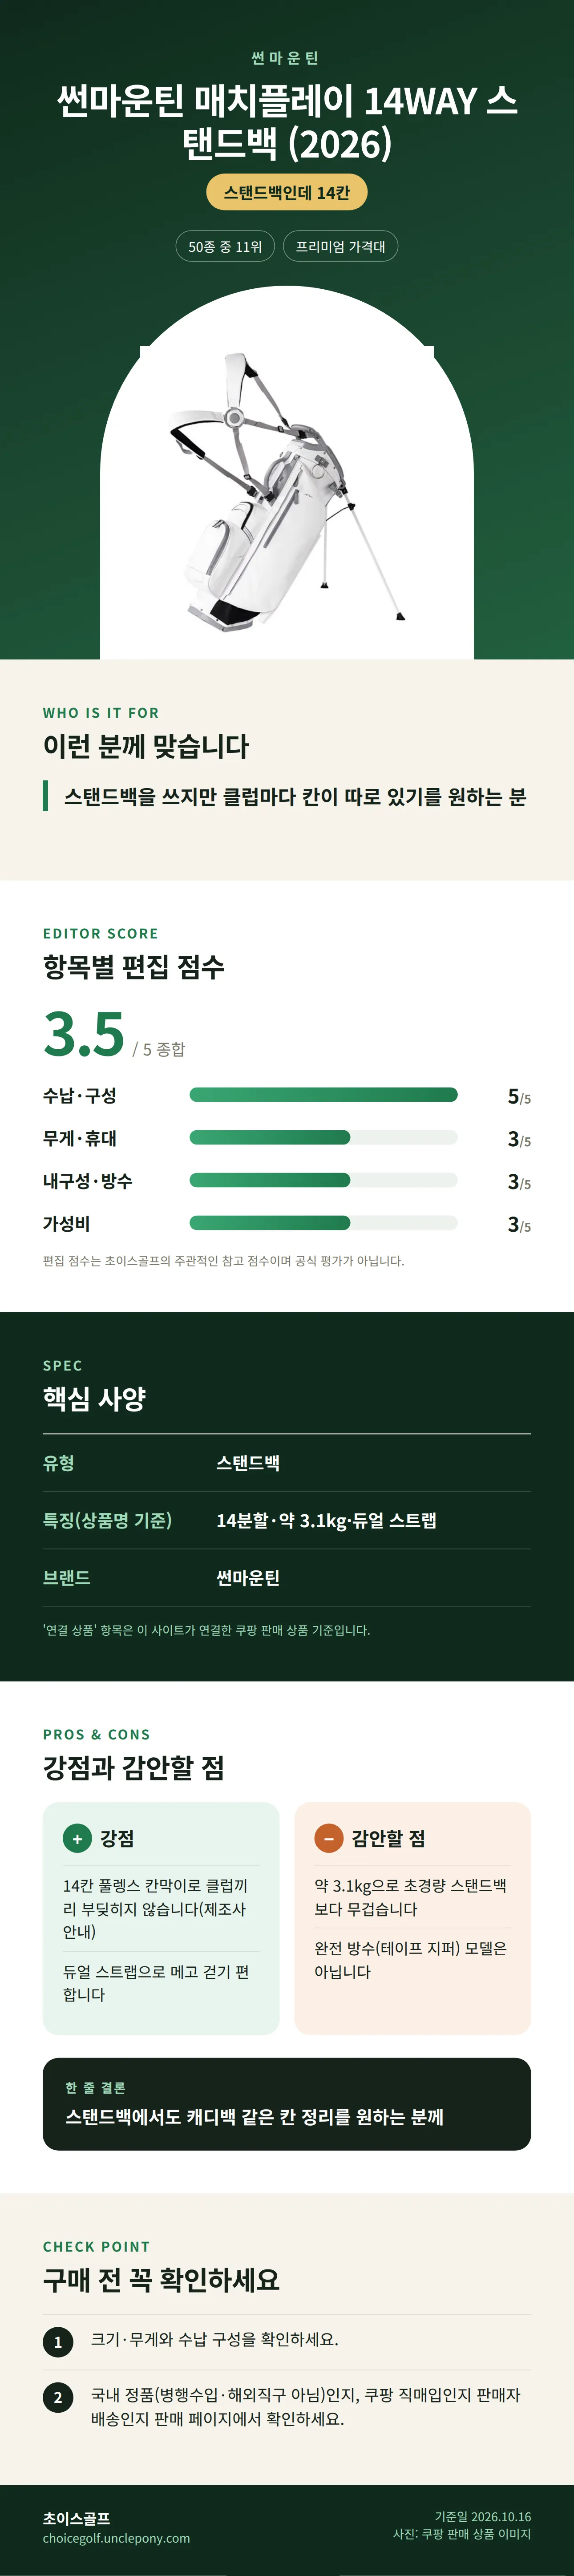 썬마운틴
썬마운틴 매치플레이 14WAY 스
탠드백 (2026)
스탠드백인데 14칸
50종 중 11위
프리미엄 가격대
WHO IS IT FOR
이런 분께 맞습니다
스탠드백을 쓰지만 클럽마다 칸이 따로 있기를 원하는 분
EDITOR SCORE
항목별 편집 점수
3.5 / 5 종합
수납·구성 5/5
무게·휴대 3/5
내구성·방수 3/5
가성비 3/5
편집 점수는 초이스골프의 주관적인 참고 점수이며 공식 평가가 아닙니다.
SPEC
핵심 사양
유형 스탠드백
특징(상품명 기준) 14분할·약 3.1kg·듀얼 스트랩
브랜드 썬마운틴
'연결 상품' 항목은 이 사이트가 연결한 쿠팡 판매 상품 기준입니다.
PROS & CONS
강점과 감안할 점
+ 강점
14칸 풀렝스 칸막이로 클럽끼
리 부딪히지 않습니다(제조사
안내)
듀얼 스트랩으로 메고 걷기 편
합니다
− 감안할 점
약 3.1kg으로 초경량 스탠드백
보다 무겁습니다
완전 방수(테이프 지퍼) 모델은
아닙니다
한 줄 결론
스탠드백에서도 캐디백 같은 칸 정리를 원하는 분께
CHECK POINT
구매 전 꼭 확인하세요
1 크기·무게와 수납 구성을 확인하세요.
2 국내 정품(병행수입·해외직구 아님)인지, 쿠팡 직매입인지 판매자
배송인지 판매 페이지에서 확인하세요.
초이스골프
choicegolf.unclepony.com
기준일 2026.10.16
사진: 쿠팡 판매 상품 이미지